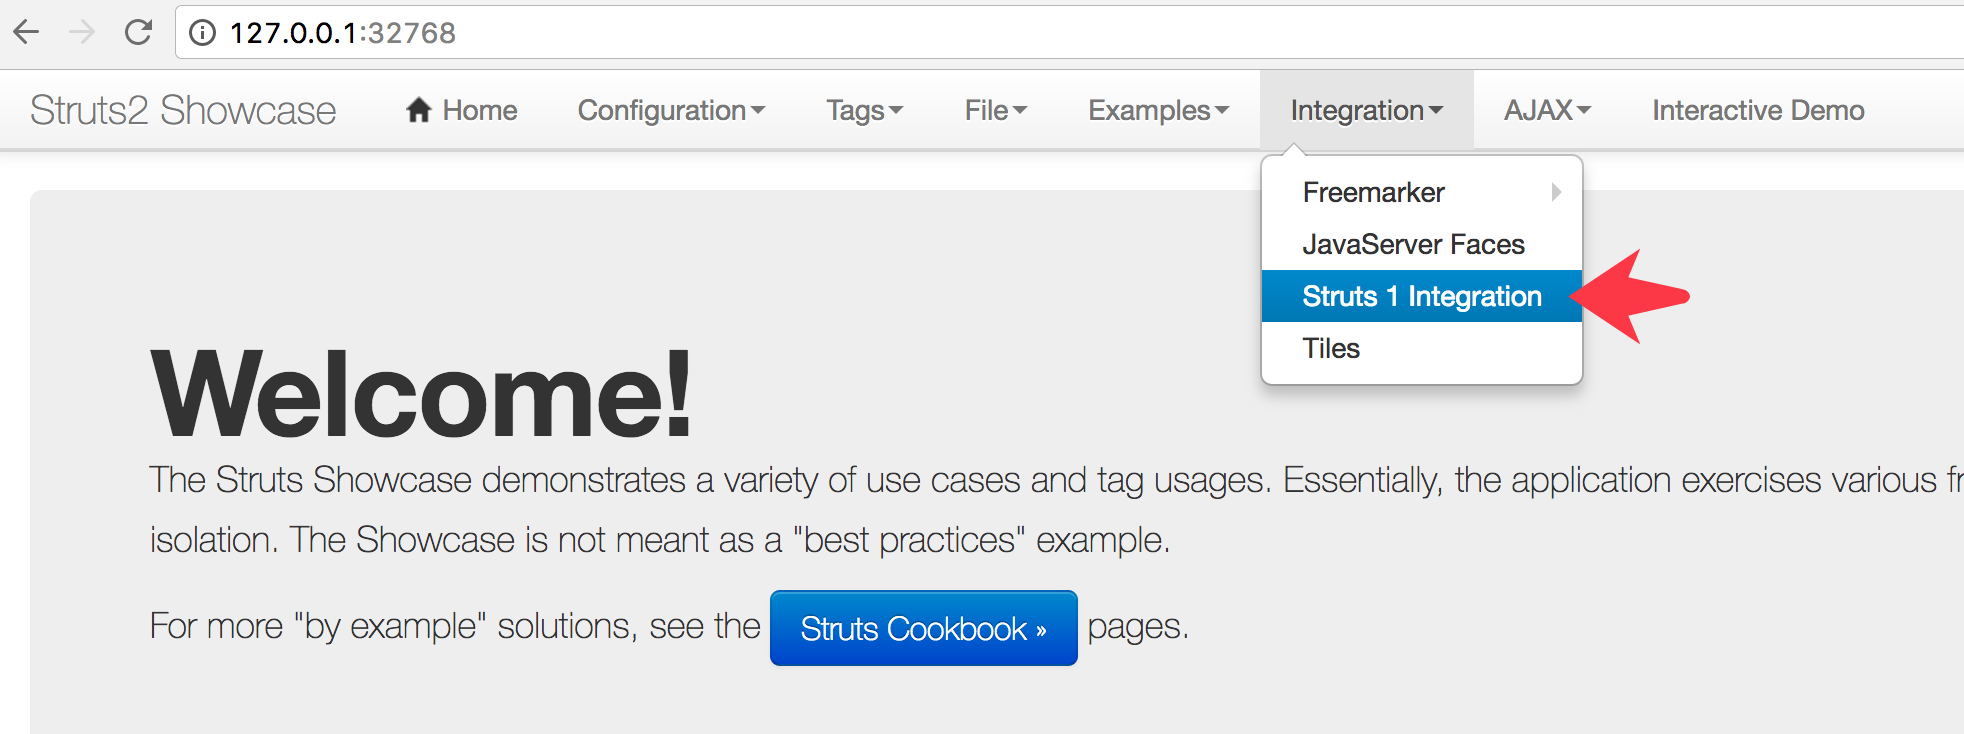 127.0.0.1:32768
Struts2 Showcase Home Configuration Tags File Examples Integration AJAX Interactive Demo
Freemarker
JavaServer Faces
Struts 1 Integration
Tiles
Welcome!
The Struts Showcase demonstrates a variety of use cases and tag usages. Essentially, the application exercises various
isolation. The Showcase is not meant as a "best practices" example.
For more "by example" solutions, see the Struts Cookbook » pages.